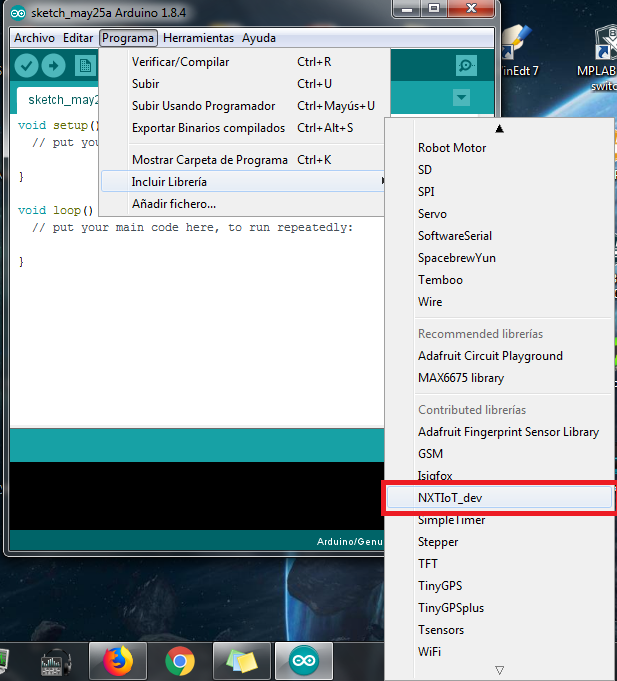 sketch_may25a Arduino 1.8.4
Archivo Editar Programa Herramientas Ayuda
Verificar/Compilar Ctrl+R
Subir Ctrl+U
Subir Usando Programador Ctrl+Mayús+U
Exportar Binarios compilados Ctrl+Alt+S
Mostrar Carpeta de Programa Ctrl+K
Incluir Librería
Añadir fichero...
sketch_may2
void setup()
// put you
}
void loop()
// put your main code here, to run repeatedly:
}
Robot Motor
SD
SPI
Servo
SoftwareSerial
SpacebrewYun
Temboo
Wire
Recommended librerías
Adafruit Circuit Playground
MAX6675 library
Contributed librerías
Adafruit Fingerprint Sensor Library
GSM
Isigfox
NXTIoT_dev
SimpleTimer
Stepper
TFT
TinyGPS
TinyGPSplus
Tsensors
WiFi
Arduino/Genu
inEdt 7
MPLAB
switc